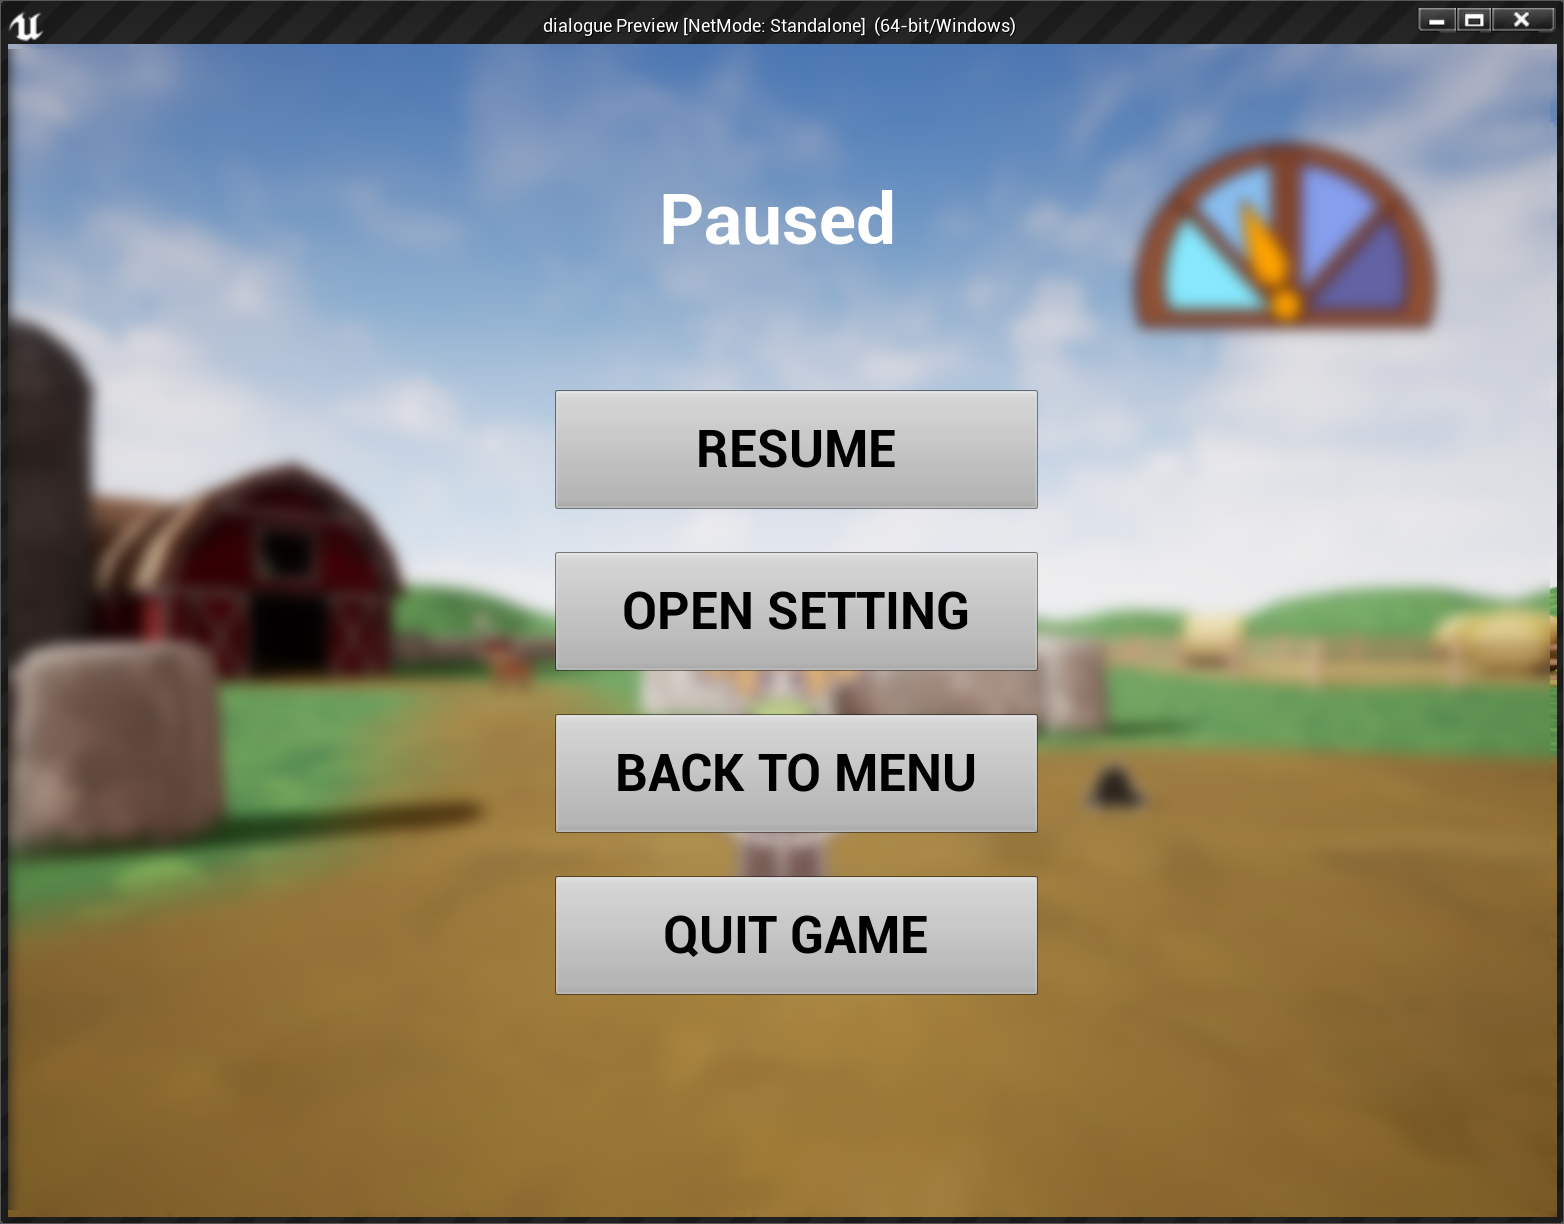 dialogue Preview [NetMode: Standalone] (64-bit/Windows)
Paused
RESUME
OPEN SETTING
BACK TO MENU
QUIT GAME